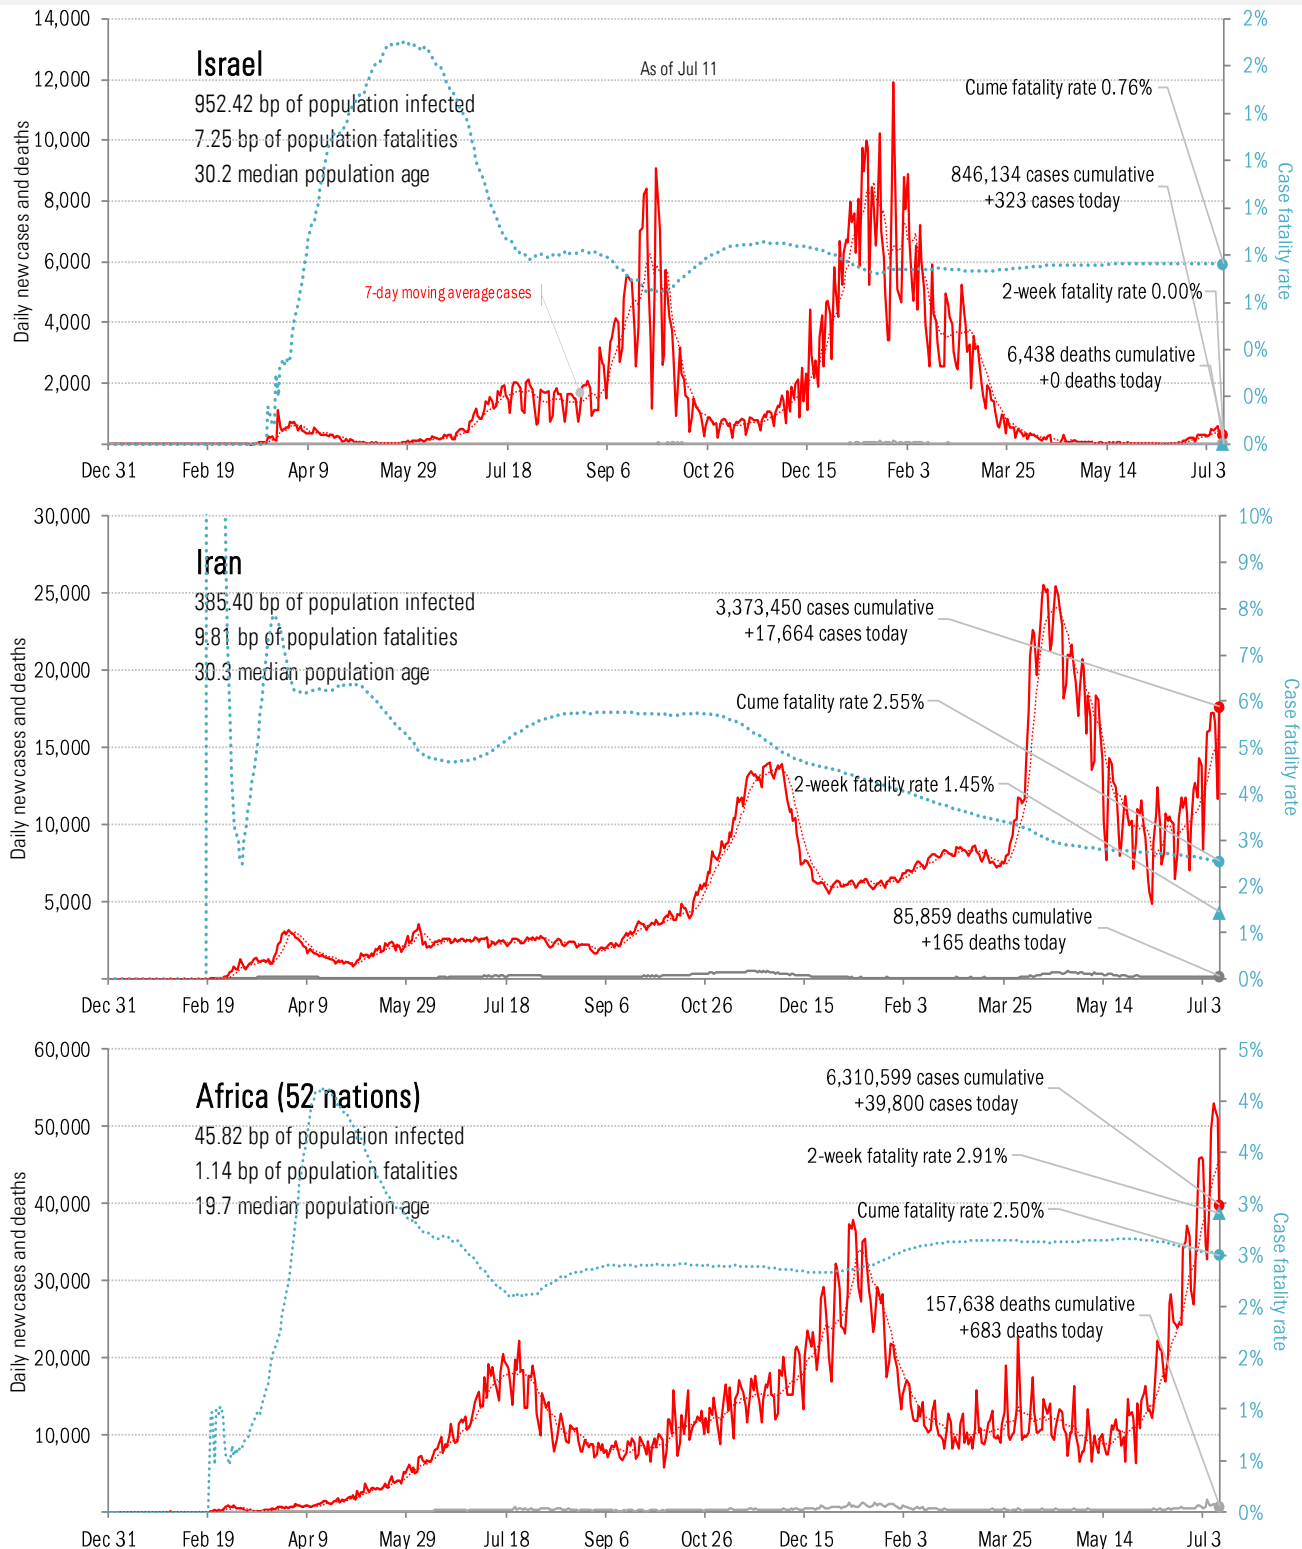 14,000
12,000
10,000
8,000
6,000
4,000
2,000
Daily new cases and deaths
Israel
952.42 bp of population infected
7.25 bp of population fatalities
30.2 median population age
As of Jul 11
7-day moving average cases
Cume fatality rate 0.76%
846,134 cases cumulative
+323 cases today
2-week fatality rate 0.00%
6,438 deaths cumulative
+0 deaths today
2%
2%
1%
1%
1%
1%
1%
0%
0%
0%
Case fatality rate
Dec 31 Feb 19 Apr 9 May 29 Jul 18 Sep 6 Oct 26 Dec 15 Feb 3 Mar 25 May 14 Jul 3
30,000
25,000
20,000
15,000
10,000
5,000
Daily new cases and deaths
Iran
385.40 bp of population infected
9.81 bp of population fatalities
30.3 median population age
3,373,450 cases cumulative
+17,664 cases today
Cume fatality rate 2.55%
2-week fatality rate 1.45%
85,859 deaths cumulative
+165 deaths today
10%
9%
8%
7%
6%
5%
4%
3%
2%
1%
0%
Case fatality rate
Dec 31 Feb 19 Apr 9 May 29 Jul 18 Sep 6 Oct 26 Dec 15 Feb 3 Mar 25 May 14 Jul 3
60,000
50,000
40,000
30,000
20,000
10,000
Daily new cases and deaths
Africa (52 nations)
45.82 bp of population infected
1.14 bp of population fatalities
19.7 median population age
6,310,599 cases cumulative
+39,800 cases today
2-week fatality rate 2.91%
Cume fatality rate 2.50%
157,638 deaths cumulative
+683 deaths today
5%
4%
4%
3%
3%
2%
2%
1%
1%
0%
Case fatality rate
Dec 31 Feb 19 Apr 9 May 29 Jul 18 Sep 6 Oct 26 Dec 15 Feb 3 Mar 25 May 14 Jul 3